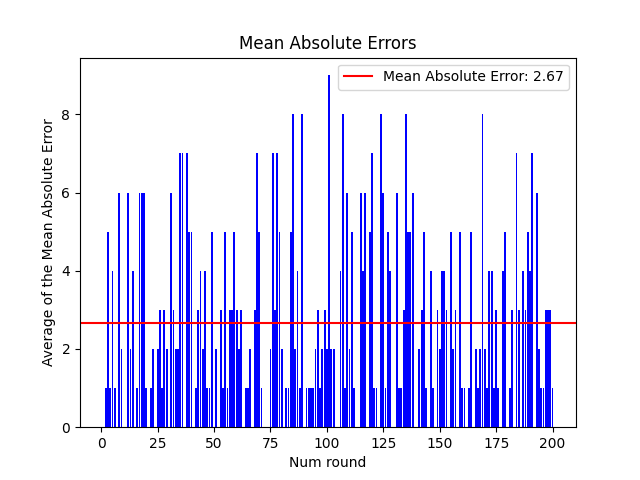 Mean Absolute Errors
Mean Absolute Error: 2.67
Average of the Mean Absolute Error
8
6
4
2
0
0 25 50 75 100 125 150 175 200
Num round